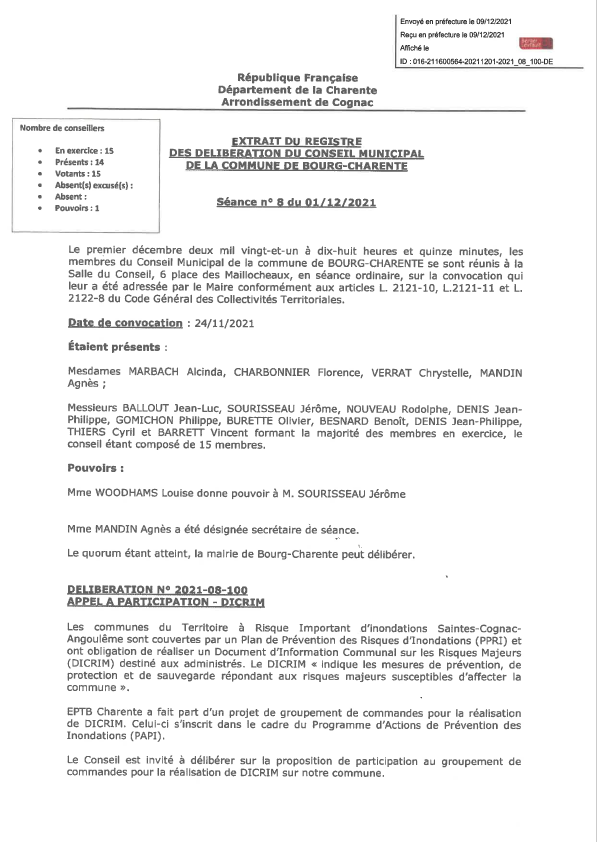 Envoyé en préfecture le 09/12/2021
Reçu en préfecture le 09/12/2021
Affiché le
ID : 016-211600564-20211201-2021_08_100-DE
République Française
Département de la Charente
Arrondissement de Cognac
Nombre de conseillers
• En exercice : 15
• Présents : 14
• Votants : 15
• Absent(s) excusé(s) :
• Absent :
• Pouvoirs : 1
EXTRAIT DU REGISTRE
DES DELIBERATION DU CONSEIL MUNICIPAL
DE LA COMMUNE DE BOURG-CHARENTE
Séance n° 8 du 01/12/2021
Le premier décembre deux mil vingt-et-un à dix-huit heures et quinze minutes, les
membres du Conseil Municipal de la commune de BOURG-CHARENTE se sont réunis à la
Salle du Conseil, 6 place des Maillocheaux, en séance ordinaire, sur la convocation qui
leur a été adressée par le Maire conformément aux articles L. 2121-10, L.2121-11 et L.
2122-8 du Code Général des Collectivités Territoriales.
Date de convocation : 24/11/2021
Étaient présents :
Mesdames MARBACH Alcinda, CHARBONNIER Florence, VERRAT Chrystelle, MANDIN
Agnès ;
Messieurs BALLOUT Jean-Luc, SOURISSEAU Jérôme, NOUVEAU Rodolphe, DENIS Jean-
Philippe, GOMICHON Philippe, BURETTE Olivier, BESNARD Benoît, DENIS Jean-Philippe,
THIERS Cyril et BARRETT Vincent formant la majorité des membres en exercice, le
conseil étant composé de 15 membres.
Pouvoirs :
Mme WOODHAMS Louise donne pouvoir à M. SOURISSEAU Jérôme
Mme MANDIN Agnès a été désignée secrétaire de séance.
Le quorum étant atteint, la mairie de Bourg-Charente peut délibérer.
DELIBERATION N° 2021-08-100
APPEL A PARTICIPATION - DICRIM
Les communes du Territoire à Risque Important d'inondations Saintes-Cognac-
Angoulême sont couvertes par un Plan de Prévention des Risques d'Inondations (PPRI) et
ont obligation de réaliser un Document d'Information Communal sur les Risques Majeurs
(DICRIM) destiné aux administrés. Le DICRIM « indique les mesures de prévention, de
protection et de sauvegarde répondant aux risques majeurs susceptibles d'affecter la
commune ».
EPTB Charente a fait part d'un projet de groupement de commandes pour la réalisation
de DICRIM. Celui-ci s'inscrit dans le cadre du Programme d'Actions de Prévention des
Inondations (PAPI).
Le Conseil est invité à délibérer sur la proposition de participation au groupement de
commandes pour la réalisation de DICRIM sur notre commune.